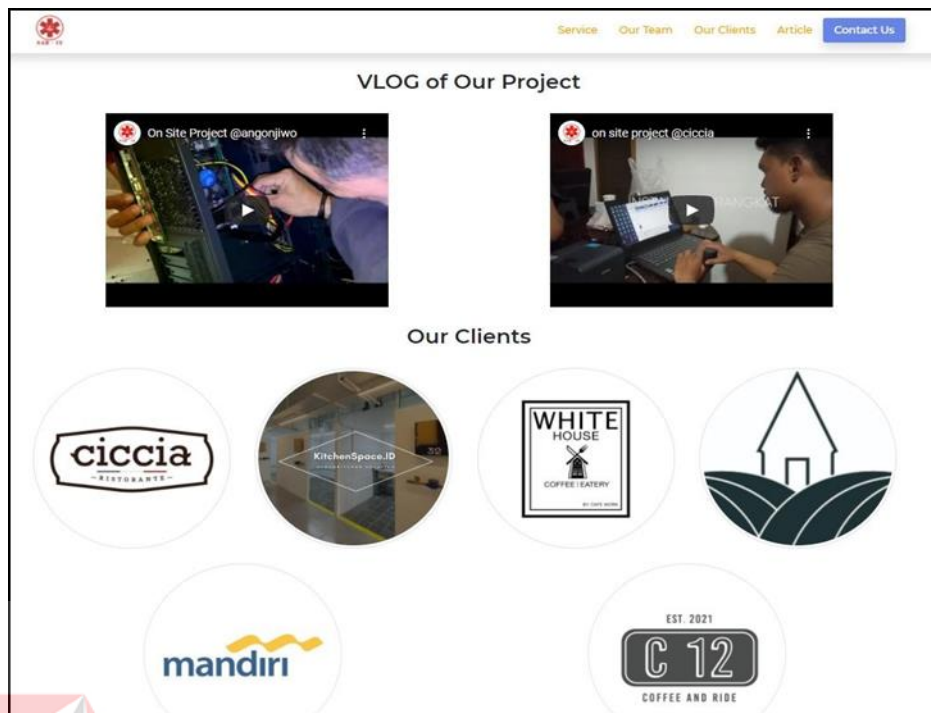 Service Our Team Our Clients Article Contact Us
VLOG of Our Project
On Site Project @angonjiwo
on site project @ciccia
RANGKAT
Our Clients
ciccia
-RISTORANTE-
KitchenSpace.ID
WHITE
HOUSE
COFFEE | EATERY
mandiri
EST. 2021
C 12
COFFEE AND RIDE